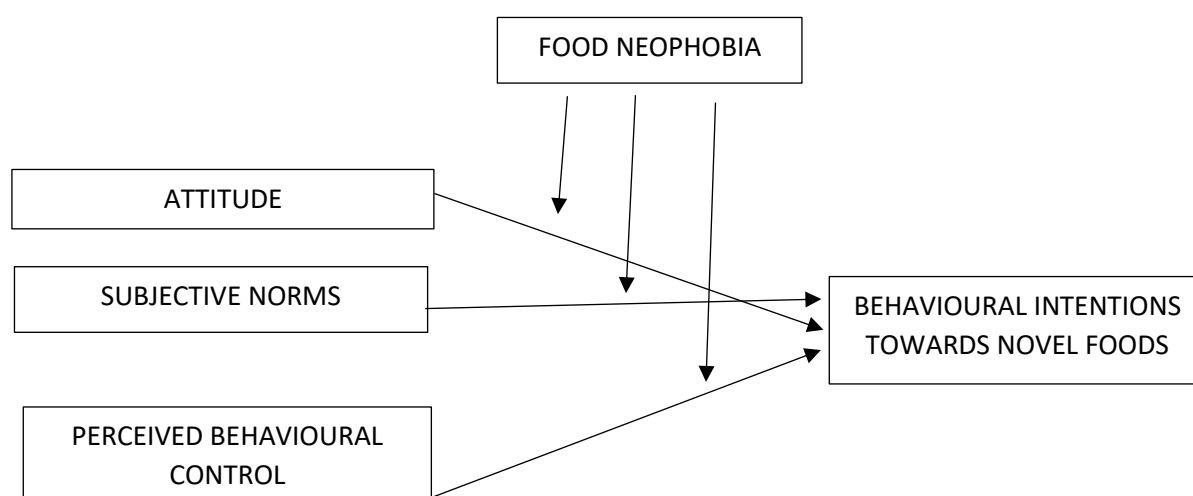 FOOD NEOPHOBIA
ATTITUDE
SUBJECTIVE NORMS
BEHAVIOURAL INTENTIONS
TOWARDS NOVEL FOODS
PERCEIVED BEHAVIOURAL
CONTROL